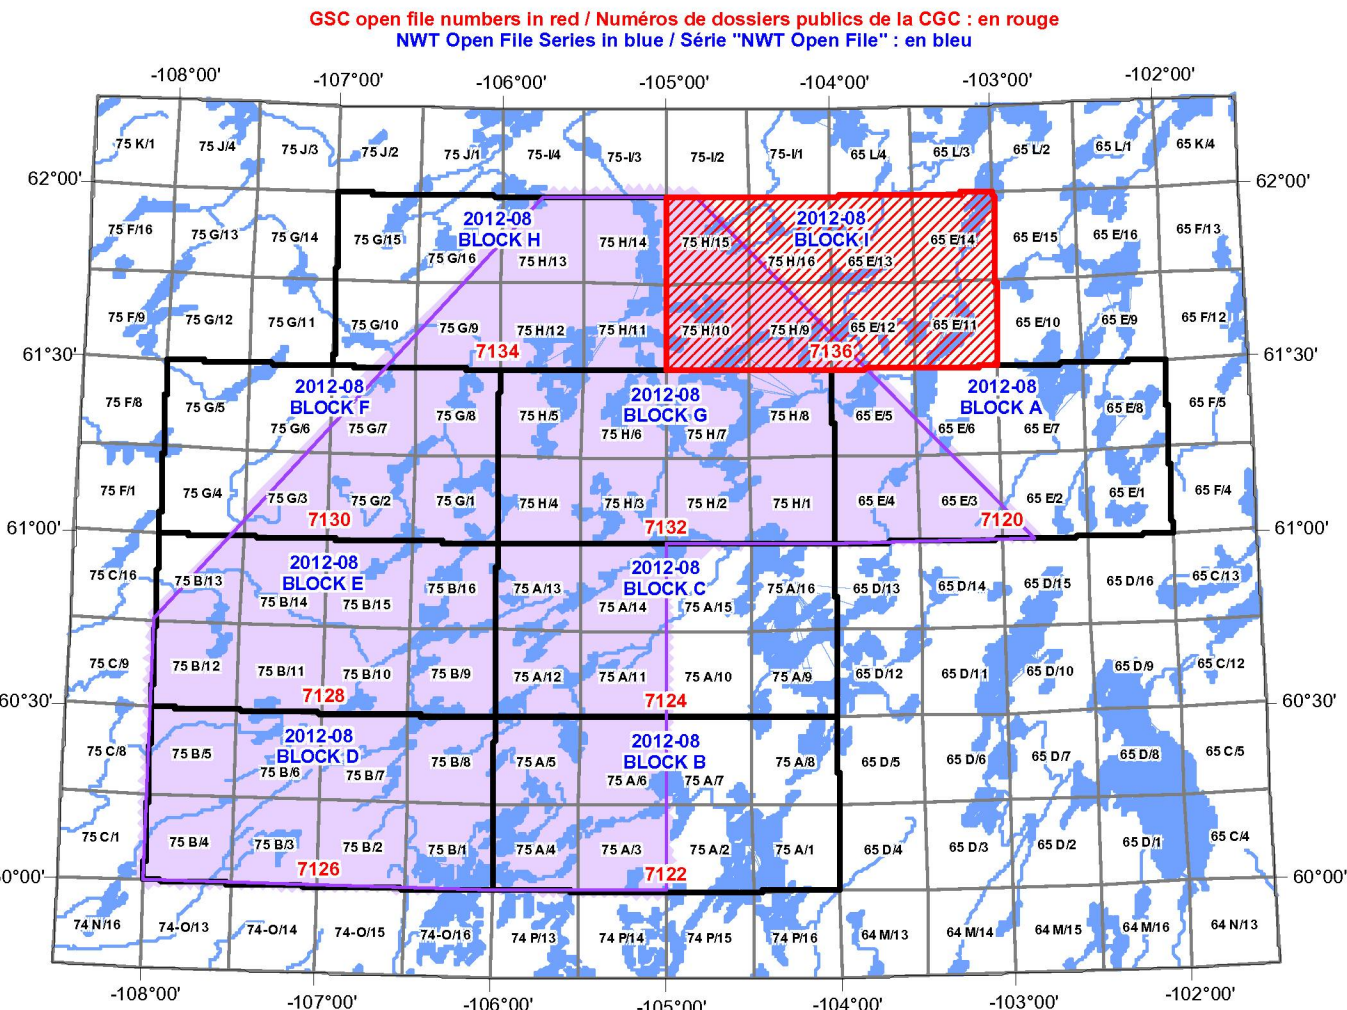 GSC open file numbers in red / Numéros de dossiers publics de la CGC : en rouge
NWT Open File Series in blue / Série "NWT Open File" : en bleu
-108°00' -107°00' -106°00' -105°00' -104°00' -103°00' -102°00'
75 K/1 75 J/4 75 J/3 75 J/2 75 J/1 75-I/4 75-I/3 75-I/2 75-I/1 65 L/4 65 L/3 65 L/2 65 L/1 65 K/4
62°00' 62°00'
2012-08 2012-08
BLOCK H BLOCK I
75 F/16 75 G/13 75 G/14 75 G/15 75 H/14 75 H/15 65 E/14 65 E/15 65 E/16 65 F/13
75 G/16 75 H/13 75 H/16 65 E/13
75 F/9 75 G/12 75 G/11 75 G/10 75 G/9 75 H/12 75 H/11 75 H/10 75 H/9 65 E/12 65 E/11 65 E/10 65 E/9 65 F/12
7134 7136
61°30' 61°30'
2012-08 2012-08 2012-08
BLOCK F BLOCK G BLOCK A
75 F/8 75 G/5 75 G/8 75 H/5 75 H/8 65 E/5 65 E/8 65 F/5
75 G/6 75 G/7 75 H/6 75 H/7 65 E/6 65 E/7
75 F/1 75 G/4 75 G/3 75 G/2 75 G/1 75 H/4 75 H/3 75 H/2 75 H/1 65 E/4 65 E/3 65 E/2 65 E/1 65 F/4
7130 7132 7120
61°00' 61°00'
2012-08 2012-08
BLOCK E BLOCK C
75 C/16 75 B/13 75 B/16 75 A/13 75 A/16 65 D/13 65 D/14 65 D/15 65 D/16 65 C/13
75 B/14 75 B/15 75 A/14 75 A/15
75 C/9 75 B/12 75 B/11 75 B/10 75 B/9 75 A/12 75 A/11 75 A/10 75 A/9 65 D/12 65 D/11 65 D/10 65 D/9 65 C/12
7128 7124
60°30' 60°30'
2012-08 2012-08
BLOCK D BLOCK B
75 C/8 75 B/5 75 B/8 75 A/5 75 A/8 65 D/5 65 D/6 65 D/7 65 D/8 65 C/5
75 B/6 75 B/7 75 A/6 75 A/7
75 C/1 75 B/4 75 B/3 75 B/2 75 B/1 75 A/4 75 A/3 75 A/2 75 A/1 65 D/4 65 D/3 65 D/2 65 D/1 65 C/4
7126 7122
60°00'
74 N/16 74-O/13 74-O/14 74-O/15 74-O/16 74 P/13 74 P/14 74 P/15 74 P/16 64 M/13 64 M/14 64 M/15 64 M/16 64 N/13
-108°00' -107°00' -106°00' -105°00' -104°00' -103°00' -102°00'